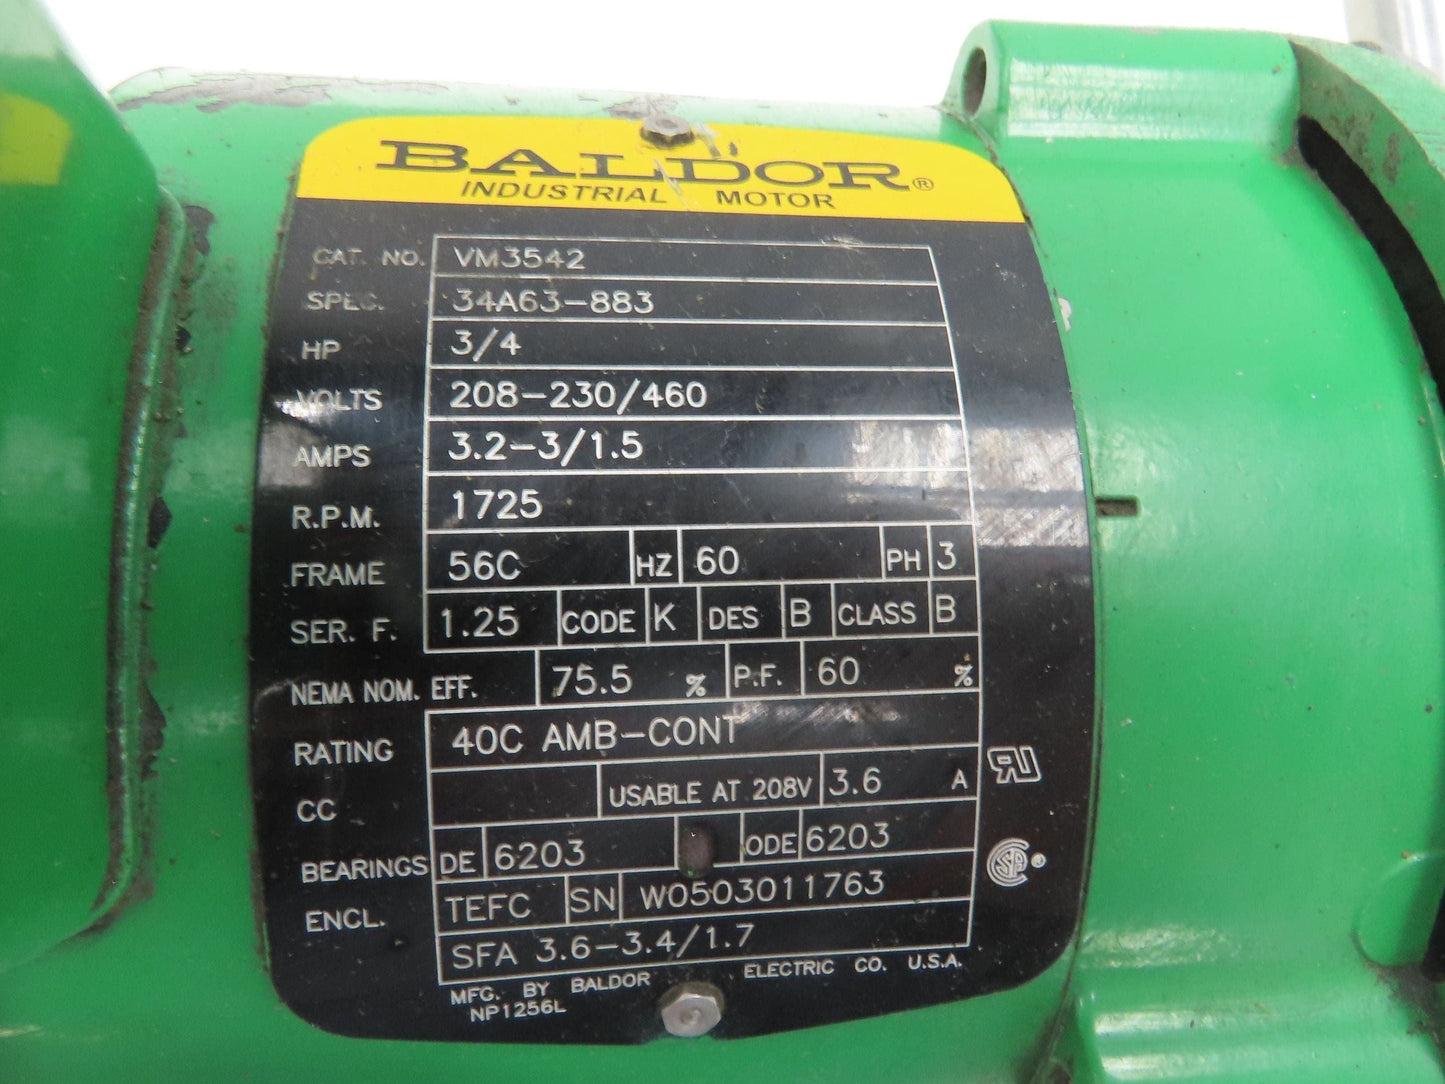 BALDOR®
INDUSTRIAL MOTOR
CAT. NO. VM3542
SPEC. 34A63-883
HP 3/4
VOLTS 208-230/460
AMPS 3.2-3/1.5
R.P.M. 1725
FRAME 56C HZ 60 PH 3
SER. F. 1.25 CODE K DES B CLASS B
NEMA NOM. EFF. 75.5 % P.F. 60 %
RATING 40C AMB-CONT
CC USABLE AT 208V 3.6 A
BEARINGS DE 6203 ODE 6203
ENCL. TEFC SN W0503011763
SFA 3.6-3.4/1.7
MFG. BY BALDOR ELECTRIC CO. U.S.A.
NP1256L
RU
SA ®